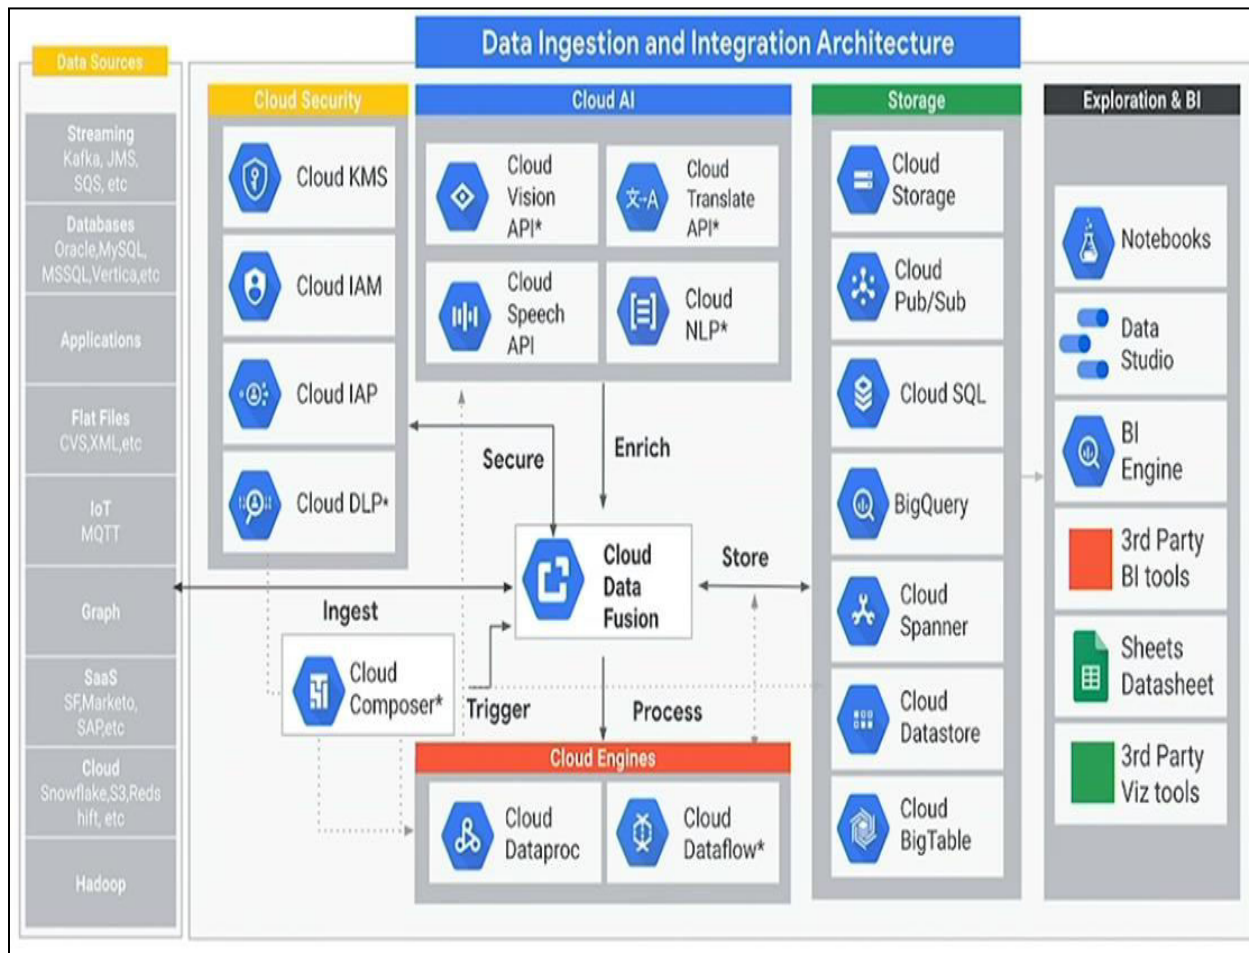 Data Ingestion and Integration Architecture
Data Sources
Streaming
Kafka, JMS,
SQS, etc
Databases
Oracle,MySQL,
MSSQL,Vertica,etc
Applications
Flat Files
CVS,XML,etc
IoT
MQTT
Graph
SaaS
SF,Marketo,
SAP,etc
Cloud
Snowflake,S3,Reds
hift, etc
Hadoop
Cloud Security
Cloud KMS
Cloud IAM
Cloud IAP
Cloud DLP*
Cloud AI
Cloud
Vision
API*
文→A
Cloud
Translate
API*
Cloud
Speech
API
Cloud
NLP*
Secure
Enrich
Cloud
Data
Fusion
Store
Ingest
Cloud
Composer*
Trigger
Process
Cloud Engines
Cloud
Dataproc
Cloud
Dataflow*
Storage
Cloud
Storage
Cloud
Pub/Sub
Cloud SQL
BigQuery
Cloud
Spanner
Cloud
Datastore
Cloud
BigTable
Exploration & BI
Notebooks
Data
Studio
BI
Engine
3rd Party
BI tools
Sheets
Datasheet
3rd Party
Viz tools